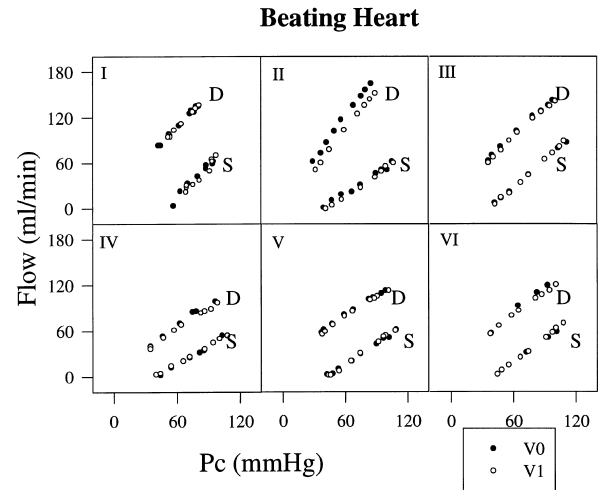 Beating Heart
Flow (ml/min)
180
120
60
0
180
120
60
0
I
D
S
II
D
S
III
D
S
IV
D
S
V
D
S
VI
D
S
0 60 120 0 60 120 0 60 120
Pc (mmHg)
V0
V1